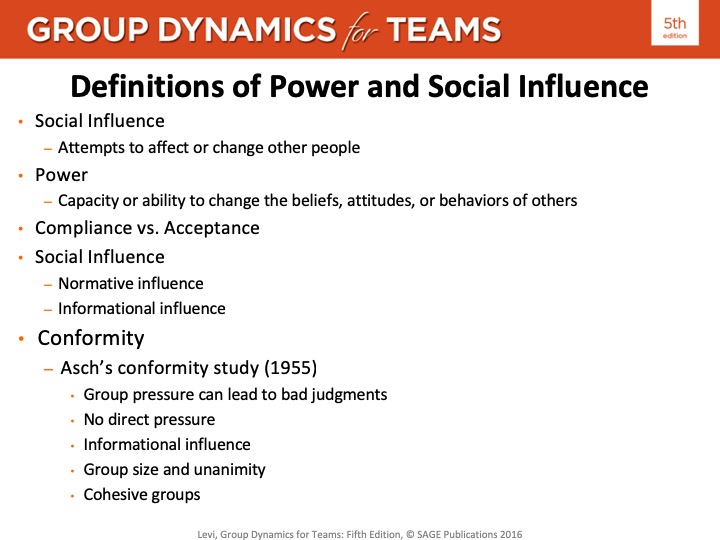 GROUP DYNAMICS for TEAMS
5th
edition
Definitions of Power and Social Influence
• Social Influence
– Attempts to affect or change other people
• Power
– Capacity or ability to change the beliefs, attitudes, or behaviors of others
• Compliance vs. Acceptance
• Social Influence
– Normative influence
– Informational influence
• Conformity
– Asch's conformity study (1955)
• Group pressure can lead to bad judgments
• No direct pressure
• Informational influence
• Group size and unanimity
• Cohesive groups
Levi, Group Dynamics for Teams: Fifth Edition, © SAGE Publications 2016